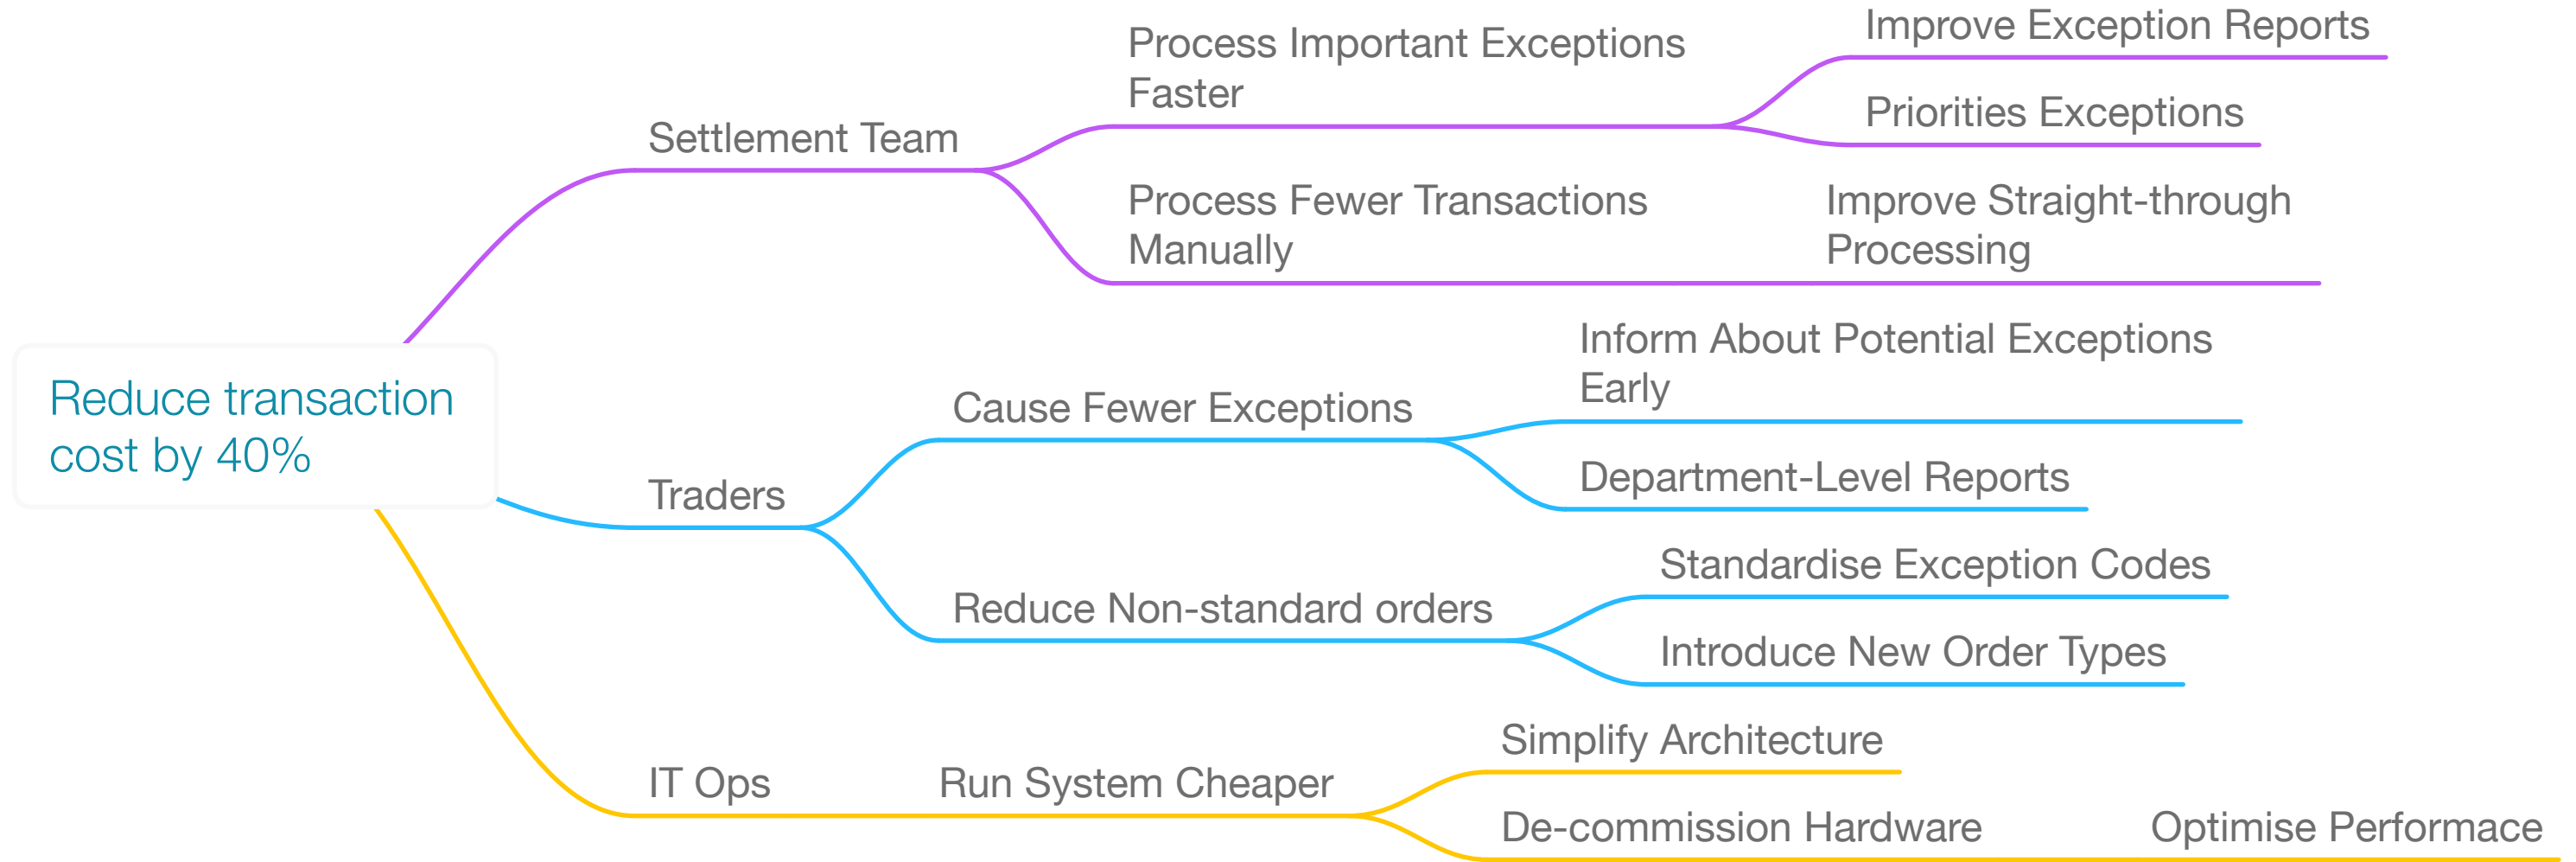 Improve Exception Reports
Process Important Exceptions
Faster
Priorities Exceptions
Settlement Team
Process Fewer Transactions
Manually
Improve Straight-through
Processing
Reduce transaction
cost by 40%
Inform About Potential Exceptions
Early
Cause Fewer Exceptions
Department-Level Reports
Traders
Standardise Exception Codes
Reduce Non-standard orders
Introduce New Order Types
Simplify Architecture
IT Ops
Run System Cheaper
De-commission Hardware
Optimise Performace